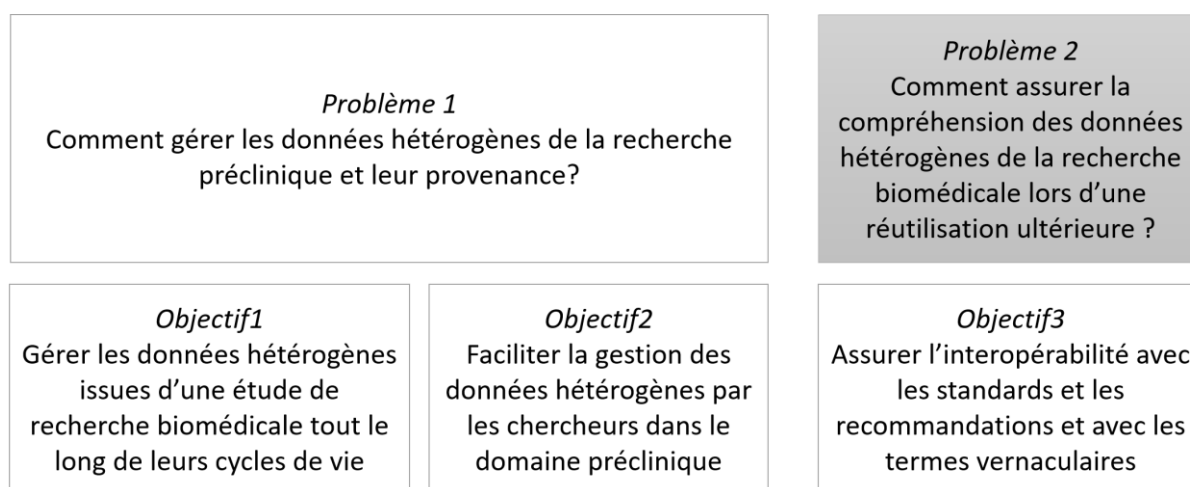 Problème 1
Comment gérer les données hétérogènes de la recherche
préclinique et leur provenance?
Problème 2
Comment assurer la
compréhension des données
hétérogènes de la recherche
biomédicale lors d’une
réutilisation ultérieure ?
Objectif1
Gérer les données hétérogènes
issues d’une étude de
recherche biomédicale tout le
long de leurs cycles de vie
Objectif2
Faciliter la gestion des
données hétérogènes par
les chercheurs dans le
domaine préclinique
Objectif3
Assurer l’interopérabilité avec
les standards et les
recommandations et avec les
termes vernaculaires